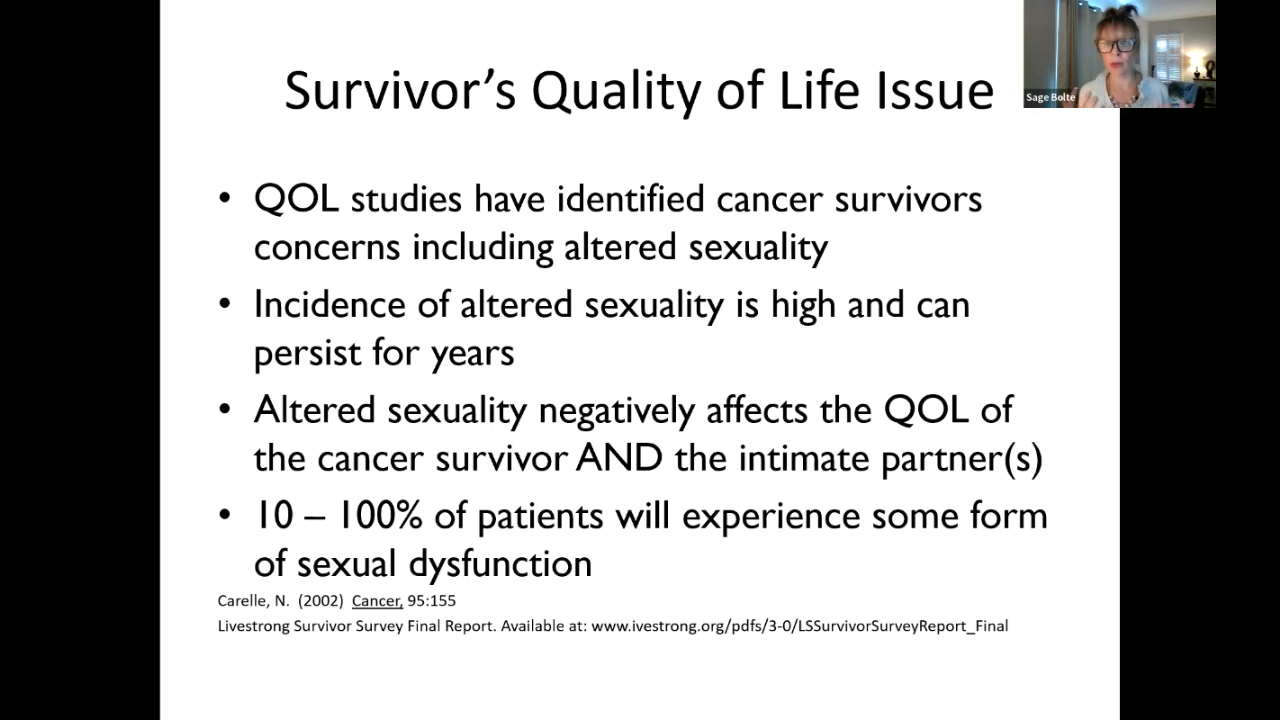 Survivor's Quality of Life Issue
Sage Bolte
• QOL studies have identified cancer survivors
concerns including altered sexuality
• Incidence of altered sexuality is high and can
persist for years
• Altered sexuality negatively affects the QOL of
the cancer survivor AND the intimate partner(s)
• 10 – 100% of patients will experience some form
of sexual dysfunction
Carelle, N. (2002) Cancer, 95:155
Livestrong Survivor Survey Final Report. Available at: www.ivestrong.org/pdfs/3-0/LSSurvivorSurveyReport_Final